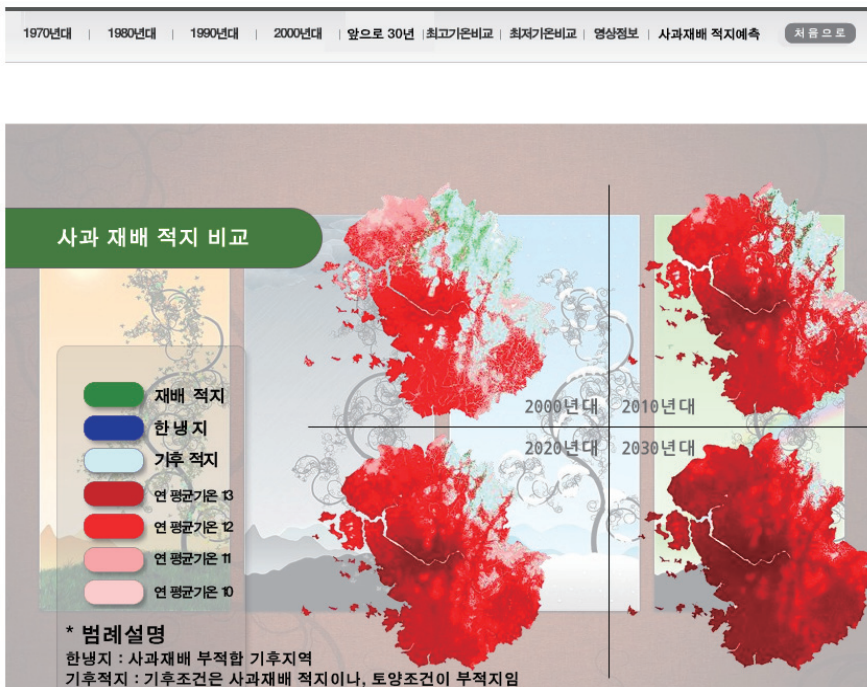 1970년대 | 1980년대 | 1990년대 | 2000년대 | 앞으로 30년 | 최고기온비교 | 최저기온비교 | 영상정보 | 사과재배 적지예측 처음으로
사과 재배 적지 비교
2000년대 2010년대
2020년대 2030년대
재배 적지
한냉지
기후 적지
연 평균기온 13
연 평균기온 12
연 평균기온 11
연 평균기온 10
* 범례설명
한냉지 : 사과재배 부적합 기후지역
기후적지 : 기후조건은 사과재배 적지이나, 토양조건이 부적지임